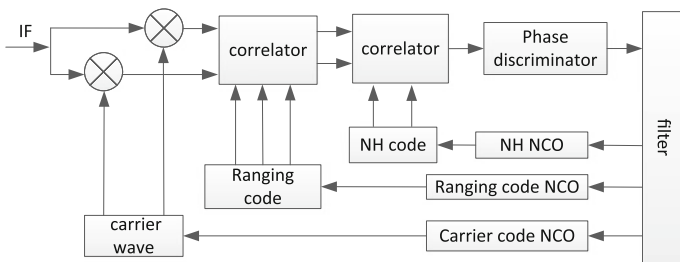 IF
correlator
correlator
Phase
discriminator
filter
NH code
NH NCO
Ranging
code
Ranging code NCO
carrier
wave
Carrier code NCO